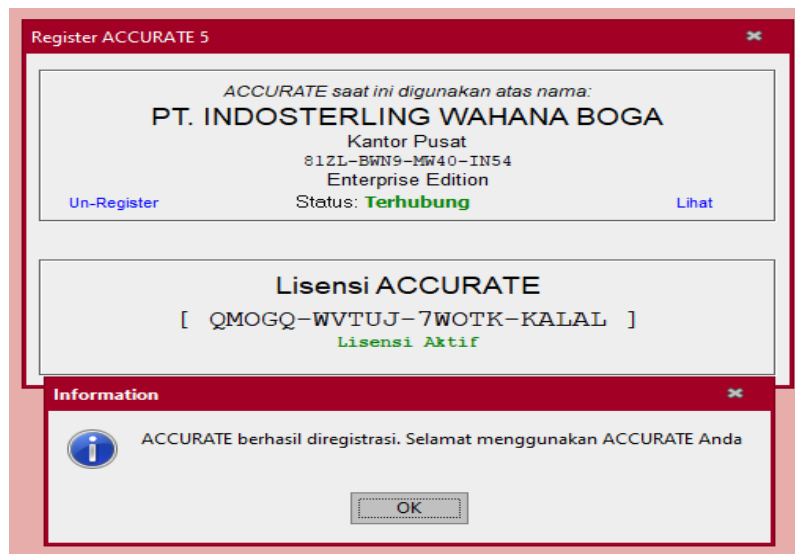 Register ACCURATE 5
ACCURATE saat ini digunakan atas nama:
PT. INDOSTERLING WAHANA BOGA
Kantor Pusat
81ZL-BWN9-MW40-IN54
Enterprise Edition
Un-Register Status: Terhubung Lihat
Lisensi ACCURATE
[ QMOGQ-WVTUJ-7WOTK-KALAL ]
Lisensi Aktif
Information
ACCURATE berhasil diregistrasi. Selamat menggunakan ACCURATE Anda
OK